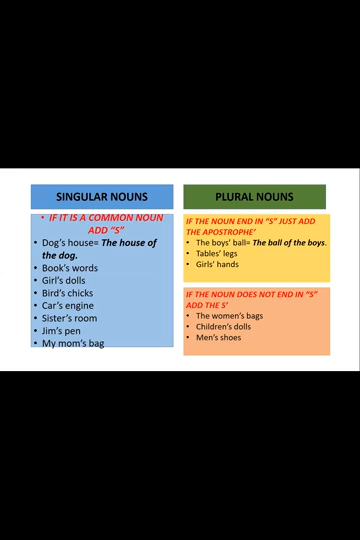 SINGULAR NOUNS
• IF IT IS A COMMON NOUN
ADD “S”
• Dog’s house= The house of
the dog.
• Book’s words
• Girl’s dolls
• Bird’s chicks
• Car’s engine
• Sister’s room
• Jim’s pen
• My mom’s bag
PLURAL NOUNS
IF THE NOUN END IN “S” JUST ADD
THE APOSTROPHE’
• The boys’ ball= The ball of the boys.
• Tables’ legs
• Girls’ hands
IF THE NOUN DOES NOT END IN “S”
ADD THE S’
• The women’s bags
• Children’s dolls
• Men’s shoes